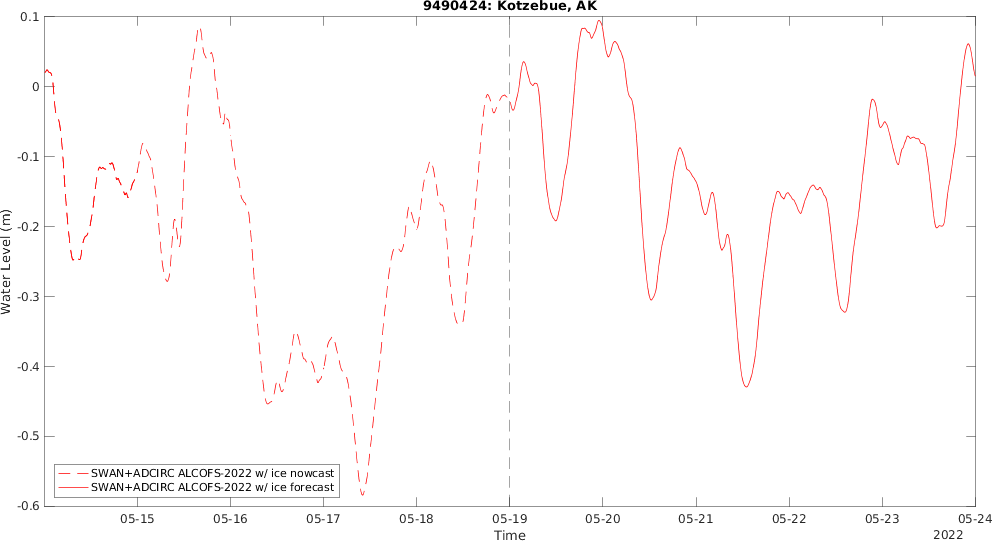 9490424: Kotzebue, AK
0.1
0
-0.1
-0.2
-0.3
-0.4
-0.5
-0.6
Water Level (m)
SWAN+ADCIRC ALCOFS-2022 w/ ice nowcast
SWAN+ADCIRC ALCOFS-2022 w/ ice forecast
05-15 05-16 05-17 05-18 05-19 05-20 05-21 05-22 05-23 05-24
Time
2022